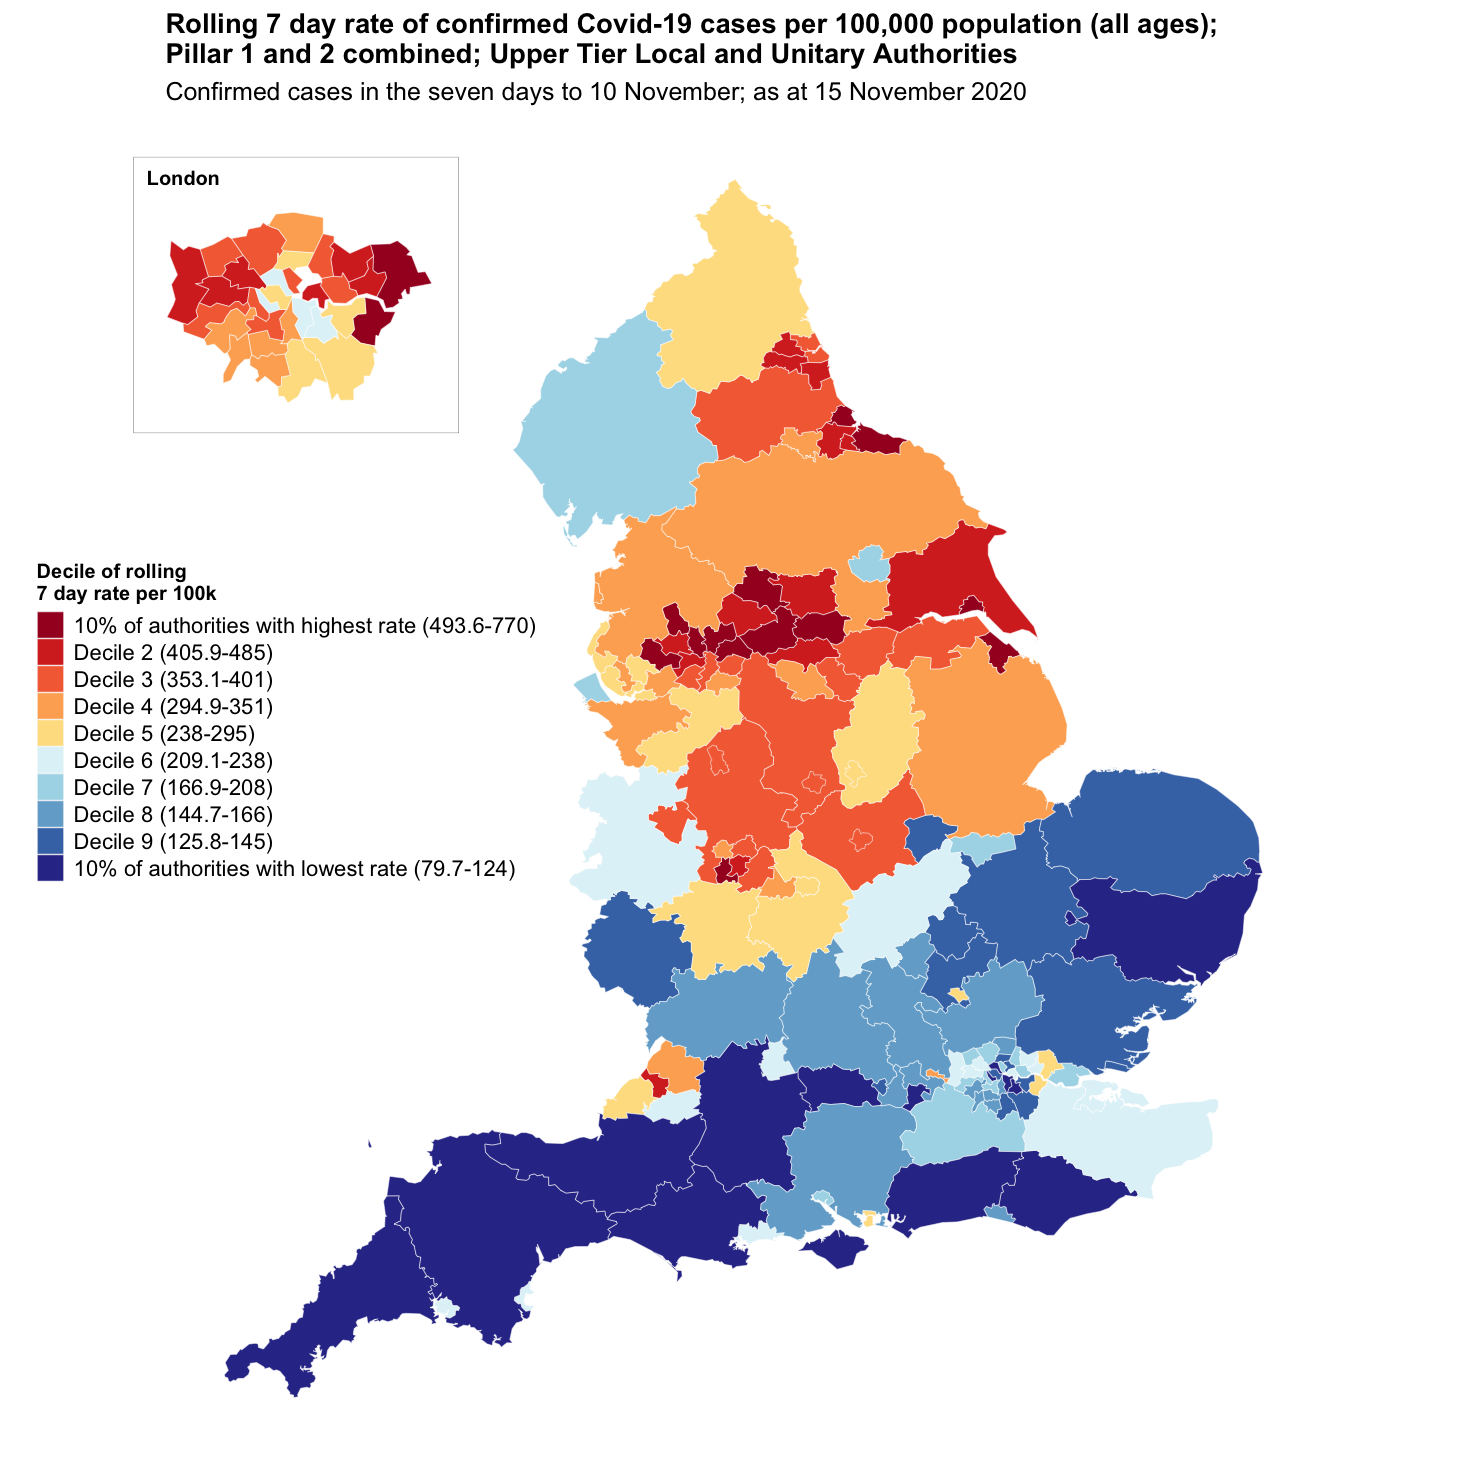 Rolling 7 day rate of confirmed Covid-19 cases per 100,000 population (all ages);
Pillar 1 and 2 combined; Upper Tier Local and Unitary Authorities
Confirmed cases in the seven days to 10 November; as at 15 November 2020
London
Decile of rolling
7 day rate per 100k
10% of authorities with highest rate (493.6-770)
Decile 2 (405.9-485)
Decile 3 (353.1-401)
Decile 4 (294.9-351)
Decile 5 (238-295)
Decile 6 (209.1-238)
Decile 7 (166.9-208)
Decile 8 (144.7-166)
Decile 9 (125.8-145)
10% of authorities with lowest rate (79.7-124)